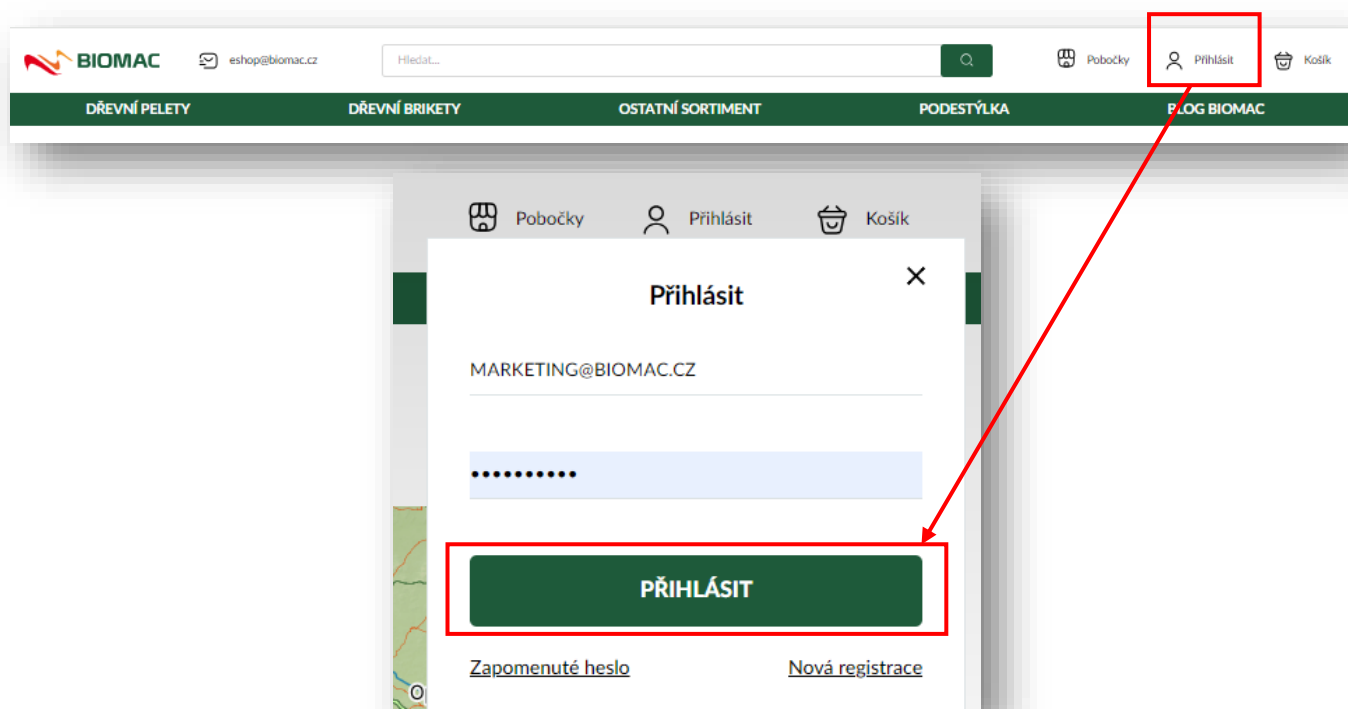 BIOMAC eshop@biomac.cz Hledat... Pobočky Přihlásit Košík
DŘEVNÍ PELETY DŘEVNÍ BRIKETY OSTATNÍ SORTIMENT PODESTÝLKA BLOG BIOMAC
Pobočky Přihlásit Košík
Přihlásit
MARKETING@BIOMAC.CZ
••••••••••
PŘIHLÁSIT
Zapomenuté heslo Nová registrace